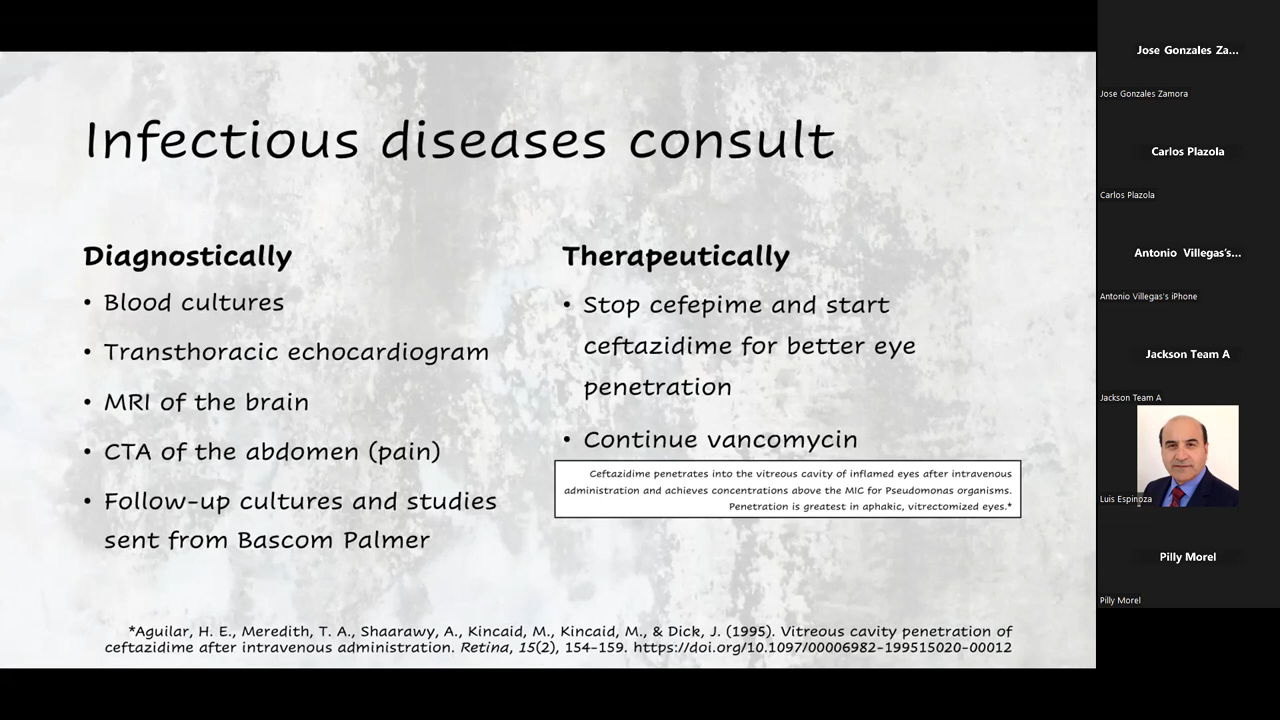 Infectious diseases consult
Diagnostically
• Blood cultures
• Transthoracic echocardiogram
• MRI of the brain
• CTA of the abdomen (pain)
• Follow-up cultures and studies
sent from Bascom Palmer
Therapeutically
• Stop cefepime and start
ceftazidime for better eye
penetration
• Continue vancomycin
Ceftazidime penetrates into the vitreous cavity of inflamed eyes after intravenous
administration and achieves concentrations above the MIC for Pseudomonas organisms.
Penetration is greatest in aphakic, vitrectomized eyes.*
*Aguilar, H. E., Meredith, T. A., Shaarawy, A., Kincaid, M., Kincaid, M., & Dick, J. (1995). Vitreous cavity penetration of
ceftazidime after intravenous administration. Retina, 15(2), 154-159. https://doi.org/10.1097/00006982-199515020-00012
Jose Gonzales Za...
Jose Gonzales Zamora
Carlos Plazola
Carlos Plazola
Antonio Villegas's...
Antonio Villegas's iPhone
Jackson Team A
Jackson Team A
Luis Espinoza
Pilly Morel
Pilly Morel